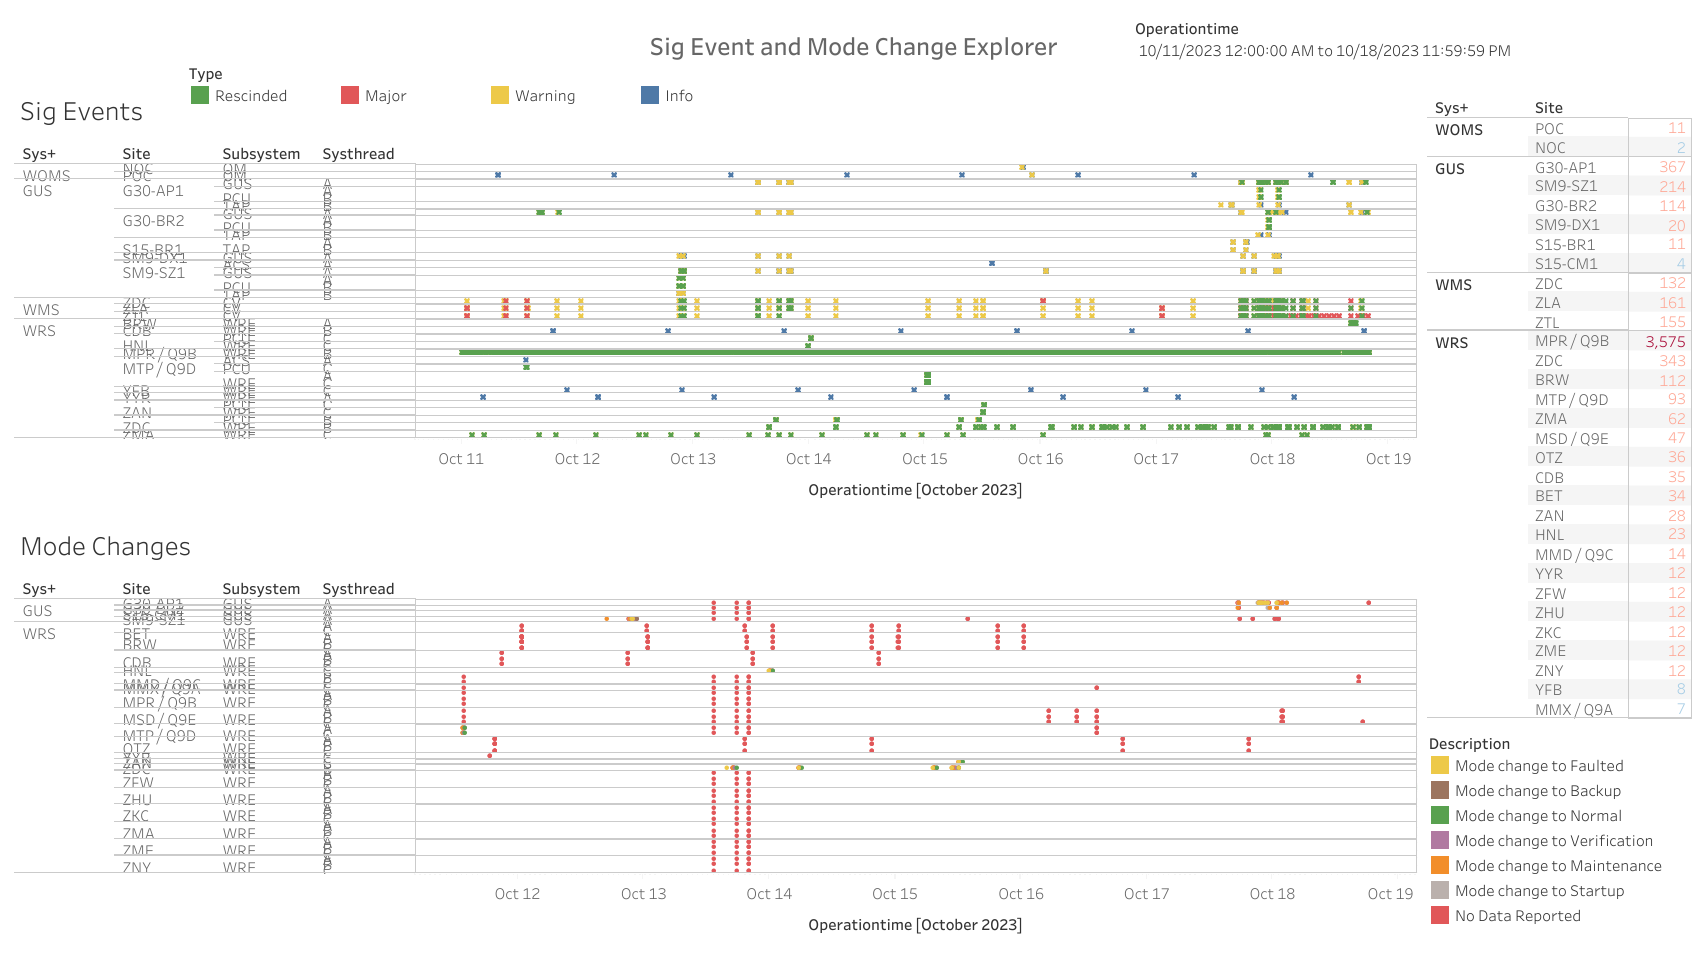 Sig Event and Mode Change Explorer
Operationtime
10/11/2023 12:00:00 AM to 10/18/2023 11:59:59 PM
Type
Rescinded
Major
Warning
Info
Sig Events
Sys+ Site Subsystem Systhread
NOC OM
WOMS POC OM
GUS G30-AP1 GUS A
A
PCU B
TAP B
G30-BR2 GUS A
A
PCU B
TAP B
A
S15-BR1 TAP B
SM9-DX1 GUS A
ACS A
SM9-SZ1 GUS A
A
PCU B
TAP B
ZDC CV
WMS ZLA CV
ZTL CV
BRW WRE A
WRS CDB WRE B
PCU C
HNL WRE C
MPR / Q9B WRE B
ACS A
MTP / Q9D PCU C
A
WRE C
YFB WRE C
YYR WRE A
PCU C
ZAN WRE C
PCU B
ZDC WRE B
ZMA WRE C
Oct 11 Oct 12 Oct 13 Oct 14 Oct 15 Oct 16 Oct 17 Oct 18 Oct 19
Operationtime [October 2023]
Mode Changes
Sys+ Site Subsystem Systhread
G30-AP1 GUS A
GUS
SM9-SZ1 GUS A
WRS BET WRE A
BRW WRE B
CDB WRE B
HNL WRE C
MMD / Q9C WRE
MMX / Q9A WRE
MPR / Q9B WRE B
MSD / Q9E WRE B
MTP / Q9D WRE C
OTZ WRE B
YYR WRE C
ZAN WRE C
ZDC WRE B
ZFW WRE
ZHU WRE
ZKC WRE
ZMA WRE
ZME WRE
ZNY WRE
Oct 12 Oct 13 Oct 14 Oct 15 Oct 16 Oct 17 Oct 18 Oct 19
Operationtime [October 2023]
Sys+ Site
WOMS POC 11
NOC 2
GUS G30-AP1 367
SM9-SZ1 214
G30-BR2 114
SM9-DX1 20
S15-BR1 11
S15-CM1 4
WMS ZDC 132
ZLA 161
ZTL 155
WRS MPR / Q9B 3,575
ZDC 343
BRW 112
MTP / Q9D 93
ZMA 62
MSD / Q9E 47
OTZ 36
CDB 35
BET 34
ZAN 28
HNL 23
MMD / Q9C 14
YYR 12
ZFW 12
ZHU 12
ZKC 12
ZME 12
ZNY 12
YFB 8
MMX / Q9A 7
Description
Mode change to Faulted
Mode change to Backup
Mode change to Normal
Mode change to Verification
Mode change to Maintenance
Mode change to Startup
No Data Reported